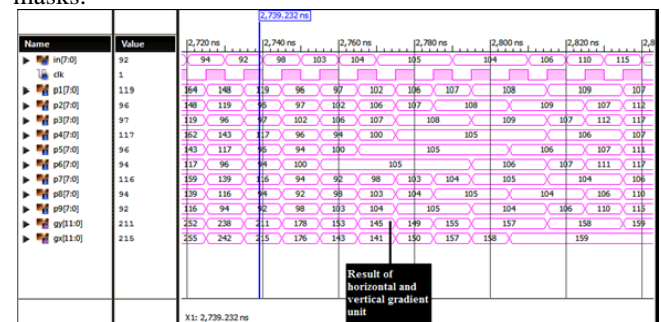 masks.
2,739.232 ns
Name Value 2,720 ns 2,740 ns 2,760 ns 2,780 ns 2,800 ns 2,820 ns 2,8
in[7:0] 92 94 92 98 103 104 105 104 106 110 115
clk 1
p1[7:0] 119 164 148 119 96 97 102 106 107 108 109 107
p2[7:0] 96 148 119 96 97 102 106 107 108 109 107 112
p3[7:0] 97 119 96 97 102 106 107 108 109 107 112 117
p4[7:0] 117 162 143 117 96 94 100 105 106 107
p5[7:0] 96 143 117 96 94 100 105 106 107 111
p6[7:0] 94 117 96 94 100 105 106 107 111 117
p7[7:0] 116 159 139 116 94 92 98 103 104 105 104 106
p8[7:0] 94 139 116 94 92 98 103 104 105 104 106 110
p9[7:0] 92 116 94 92 98 103 104 105 104 106 110 115
gy[11:0] 211 252 238 211 178 153 145 149 155 157 158 159
gx[11:0] 215 255 242 215 176 143 141 150 157 158 159
Result of
horizontal and
vertical gradient
unit
X1: 2,739.232 ns